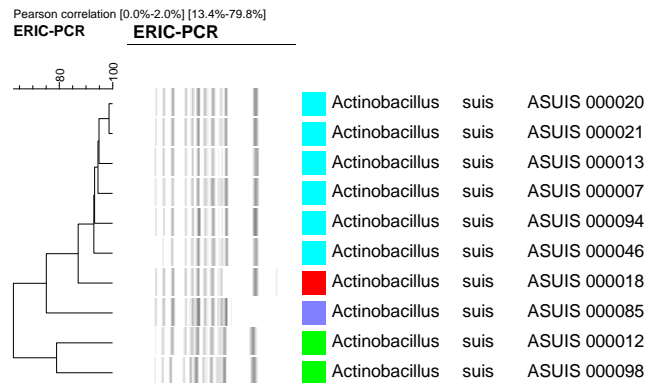 Pearson correlation [0.0%-2.0%] [13.4%-79.8%]
ERIC-PCR ERIC-PCR
80 100
Actinobacillus suis ASUIS 000020
Actinobacillus suis ASUIS 000021
Actinobacillus suis ASUIS 000013
Actinobacillus suis ASUIS 000007
Actinobacillus suis ASUIS 000094
Actinobacillus suis ASUIS 000046
Actinobacillus suis ASUIS 000018
Actinobacillus suis ASUIS 000085
Actinobacillus suis ASUIS 000012
Actinobacillus suis ASUIS 000098